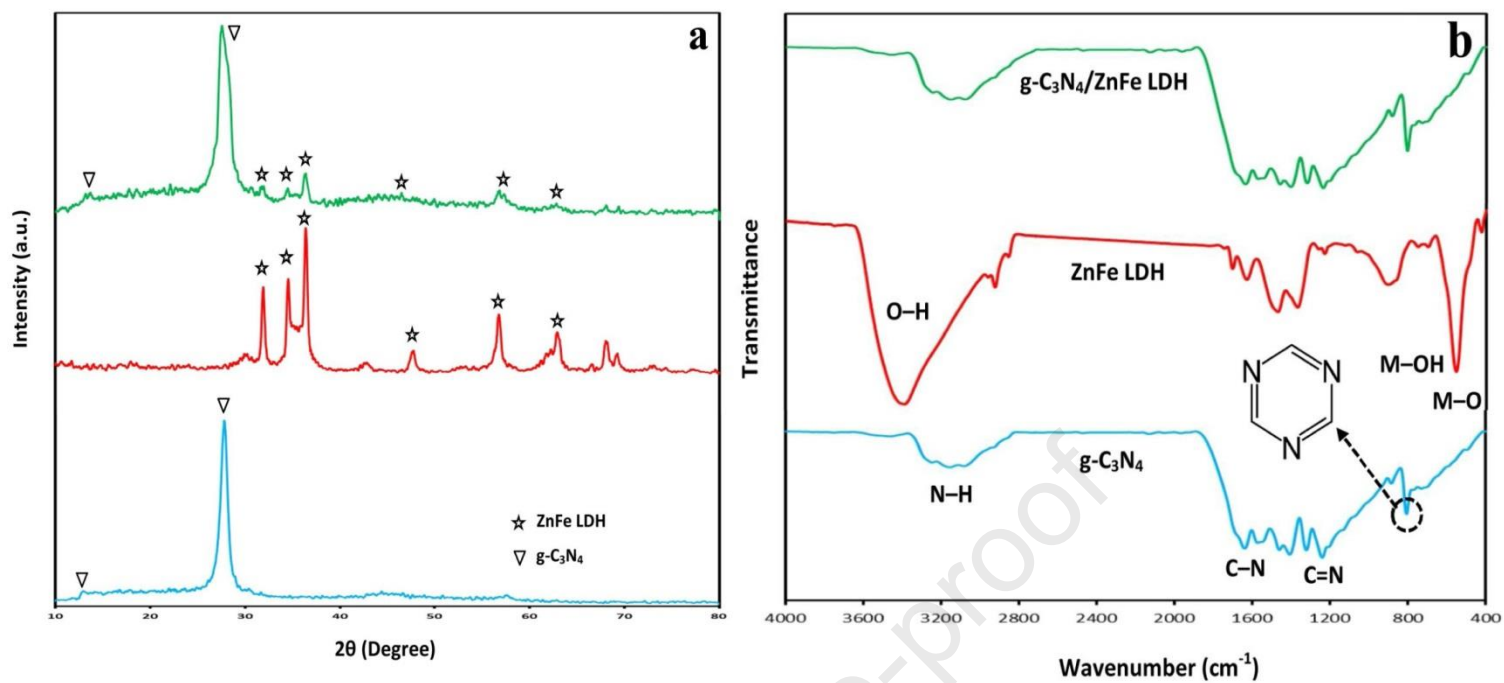 a
Intensity (a.u.)
☆ ZnFe LDH
▽ g-C₃N₄
10 20 30 40 50 60 70 80
2θ (Degree)
b
g-C₃N₄/ZnFe LDH
Transmittance
O–H
ZnFe LDH
M–OH
M–O
N N
N
g-C₃N₄
N–H
C–N
C=N
4000 3600 3200 2800 2400 2000 1600 1200 800 400
Wavenumber (cm⁻¹)
-proof